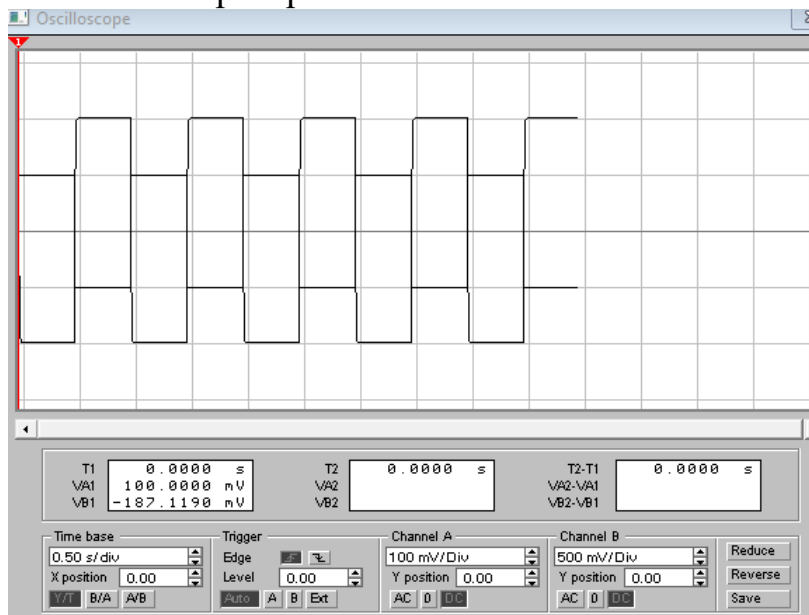 Oscilloscope
1
T1 0.0000 s
VA1 100.0000 mV
VB1 -187.1190 mV
T2 0.0000 s
VA2
VB2
T2-T1 0.0000 s
VA2-VA1
VB2-VB1
Time base
0.50 s/div
X position 0.00
Y/T B/A A/B
Trigger
Edge
Level 0.00
Auto A B Ext
Channel A
100 mV/Div
Y position 0.00
AC 0 DC
Channel B
500 mV/Div
Y position 0.00
AC 0 DC
Reduce
Reverse
Save